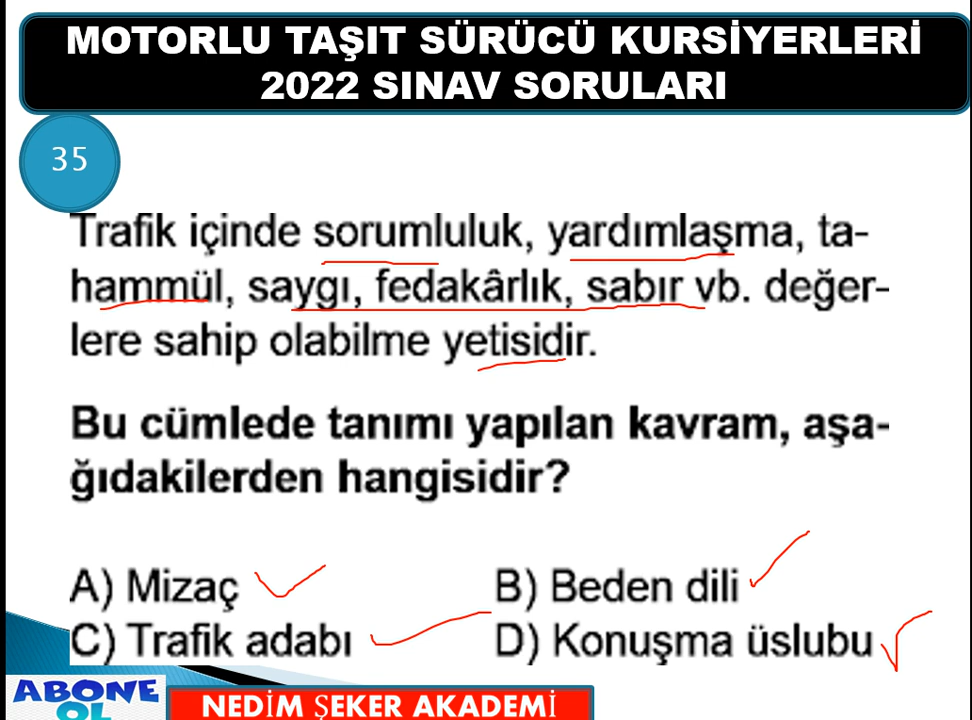 MOTORLU TAŞIT SÜRÜCÜ KURSİYERLERİ
2022 SINAV SORULARI
35
Trafik içinde sorumluluk, yardımlaşma, ta-
hammül, saygı, fedakârlık, sabır vb. değer-
lere sahip olabilme yetisidir.
Bu cümlede tanımı yapılan kavram, aşa-
ğıdakilerden hangisidir?
A) Mizaç B) Beden dili
C) Trafik adabı D) Konuşma üslubu
ABONE
OL
NEDİM ŞEKER AKADEMİ